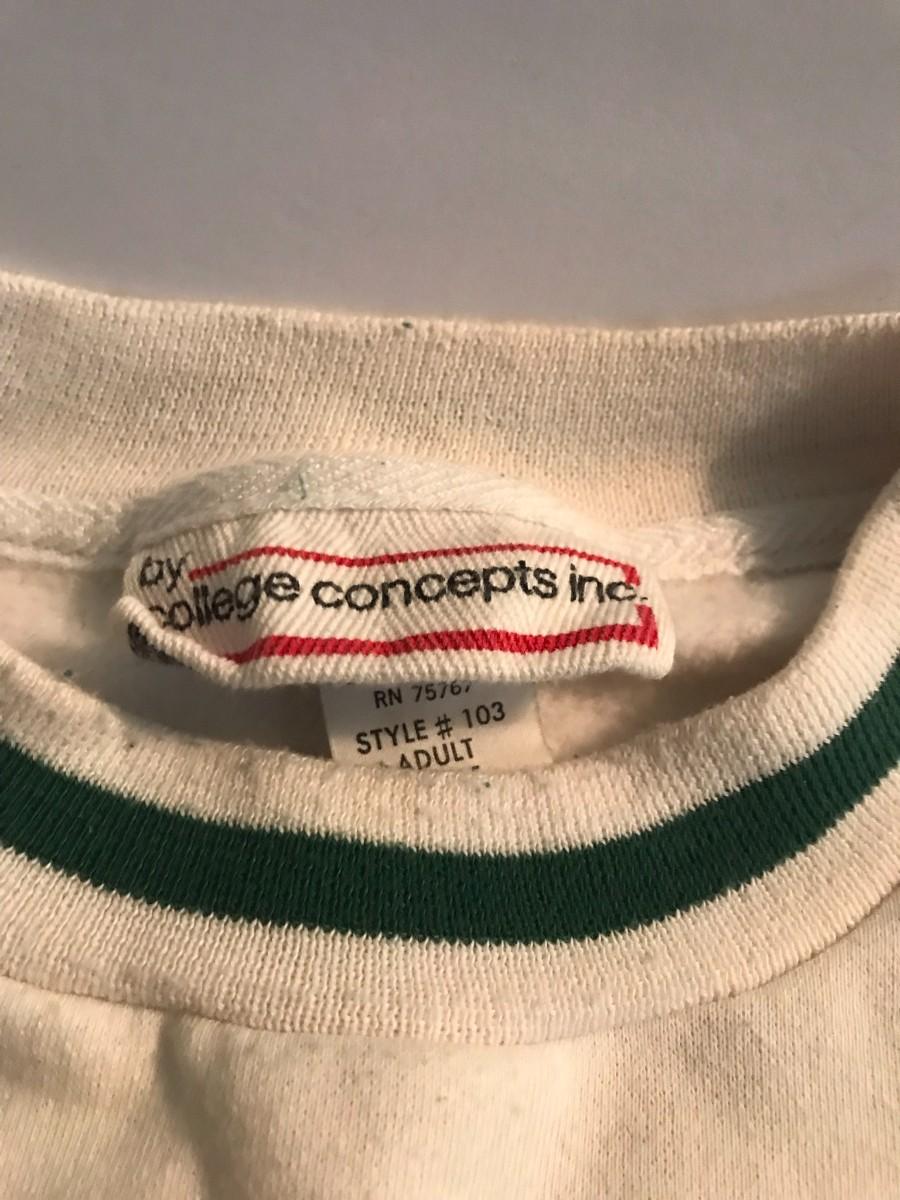 by
college concepts inc.
RN 75767
STYLE # 103
ADULT